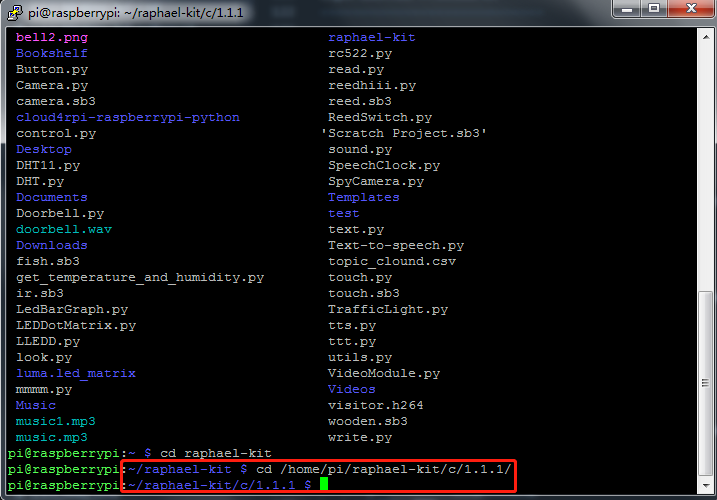 pi@raspberrypi: ~/raphael-kit/c/1.1.1
bell2.png raphael-kit
Bookshelf rc522.py
Button.py read.py
Camera.py reedhiii.py
camera.sb3 reed.sb3
cloud4rpi-raspberrypi-python ReedSwitch.py
control.py 'Scratch Project.sb3'
Desktop sound.py
DHT11.py SpeechClock.py
DHT.py SpyCamera.py
Documents Templates
Doorbell.py test
doorbell.wav text.py
Downloads Text-to-speech.py
fish.sb3 topic_clound.csv
get_temperature_and_humidity.py touch.py
ir.sb3 touch.sb3
LedBarGraph.py TrafficLight.py
LEDDotMatrix.py tts.py
LLEDD.py ttt.py
look.py utils.py
luma.led_matrix VideoModule.py
mmmm.py Videos
Music visitor.h264
music1.mp3 wooden.sb3
music.mp3 write.py
pi@raspberrypi:~ $ cd raphael-kit
pi@raspberrypi:~/raphael-kit $ cd /home/pi/raphael-kit/c/1.1.1/
pi@raspberrypi:~/raphael-kit/c/1.1.1 $